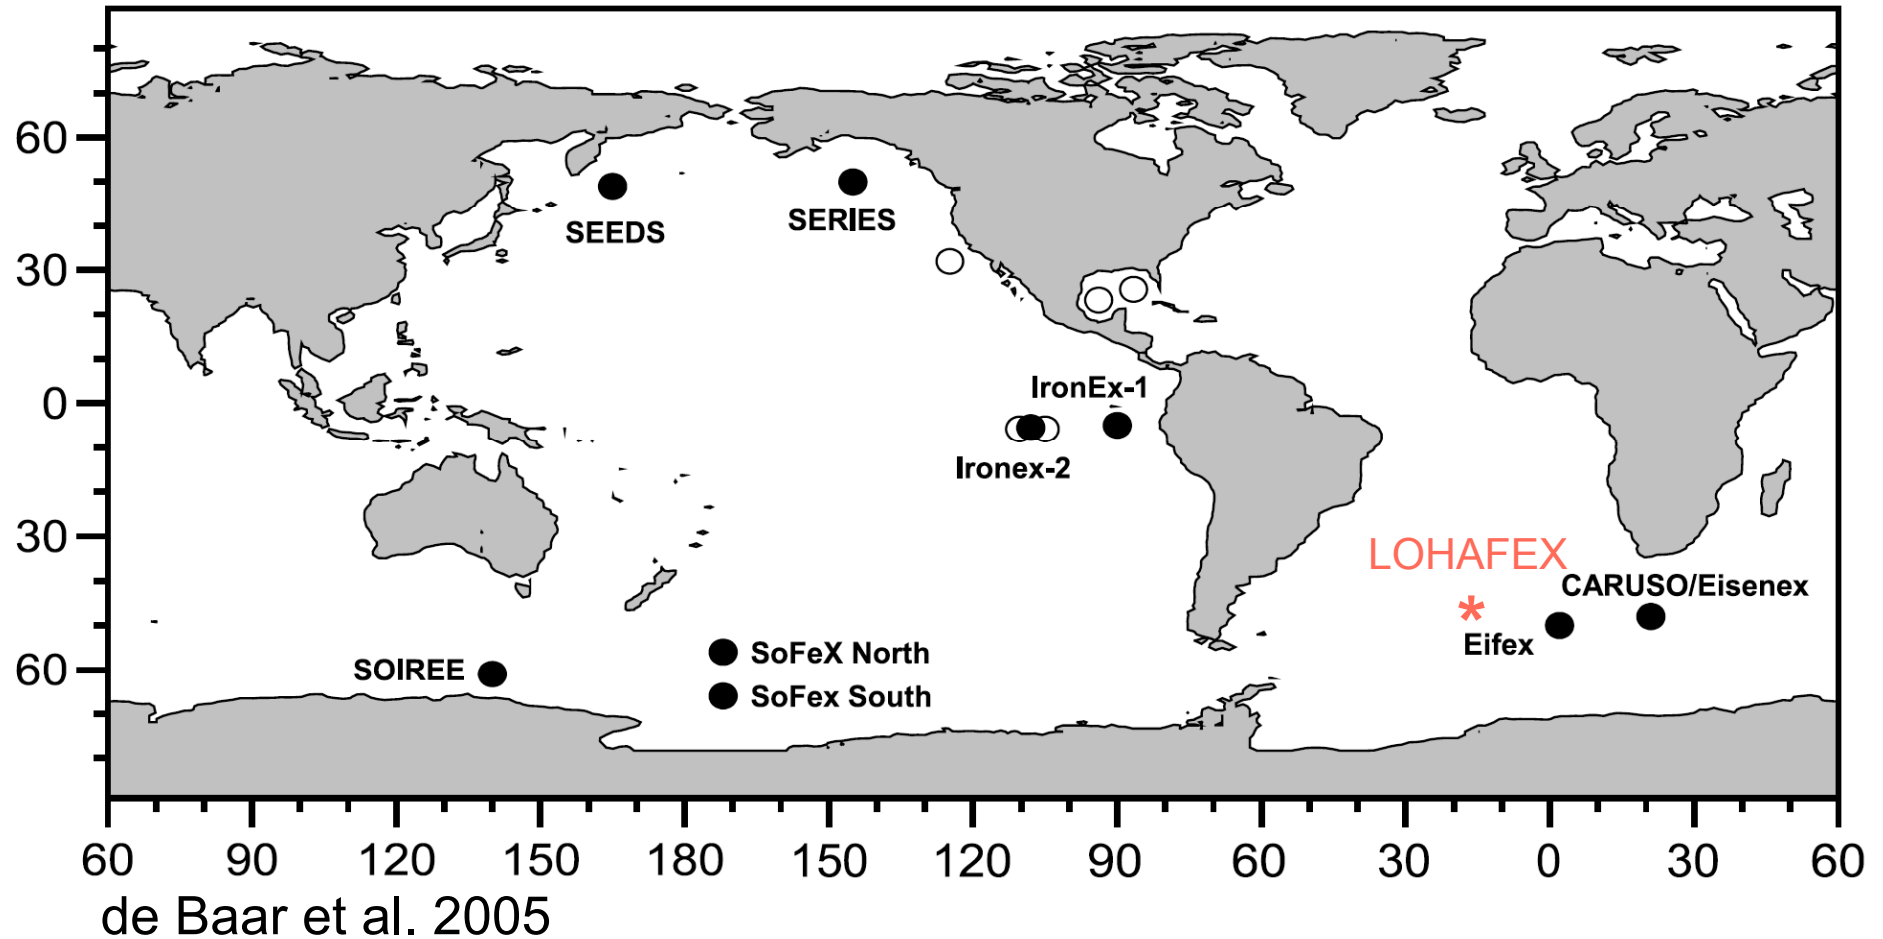 60
30
0
30
60
SEEDS
SERIES
IronEx-1
Ironex-2
LOHAFEX
*
CARUSO/Eisenex
Eifex
SoFeX North
SOIREE
SoFex South
60 90 120 150 180 150 120 90 60 30 0 30 60
de Baar et al. 2005